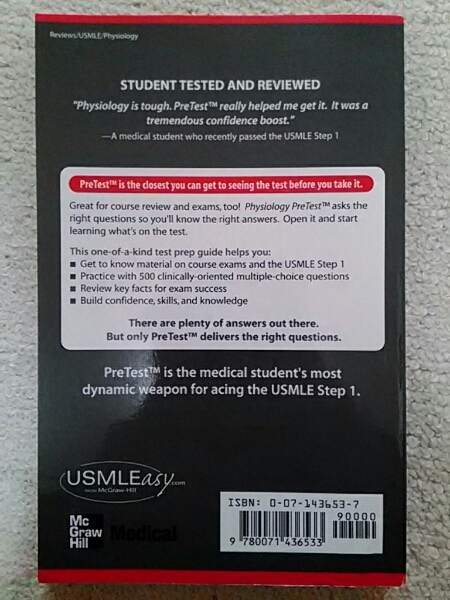 Reviews/USMLE/Physiology
STUDENT TESTED AND REVIEWED
"Physiology is tough. PreTest™ really helped me get it. It was a
tremendous confidence boost."
—A medical student who recently passed the USMLE Step 1
PreTest™ is the closest you can get to seeing the test before you take it.
Great for course review and exams, too! Physiology PreTest™ asks the
right questions so you'll know the right answers. Open it and start
learning what's on the test.
This one-of-a-kind test prep guide helps you:
■ Get to know material on course exams and the USMLE Step 1
■ Practice with 500 clinically-oriented multiple-choice questions
■ Review key facts for exam success
■ Build confidence, skills, and knowledge
There are plenty of answers out there.
But only PreTest™ delivers the right questions.
PreTest™ is the medical student's most
dynamic weapon for acing the USMLE Step 1.
USMLEasy.com
FROM McGraw-Hill
ISBN: 0-07-143653-7
90000
9 780071 436533
Mc
Graw
Hill
Medical